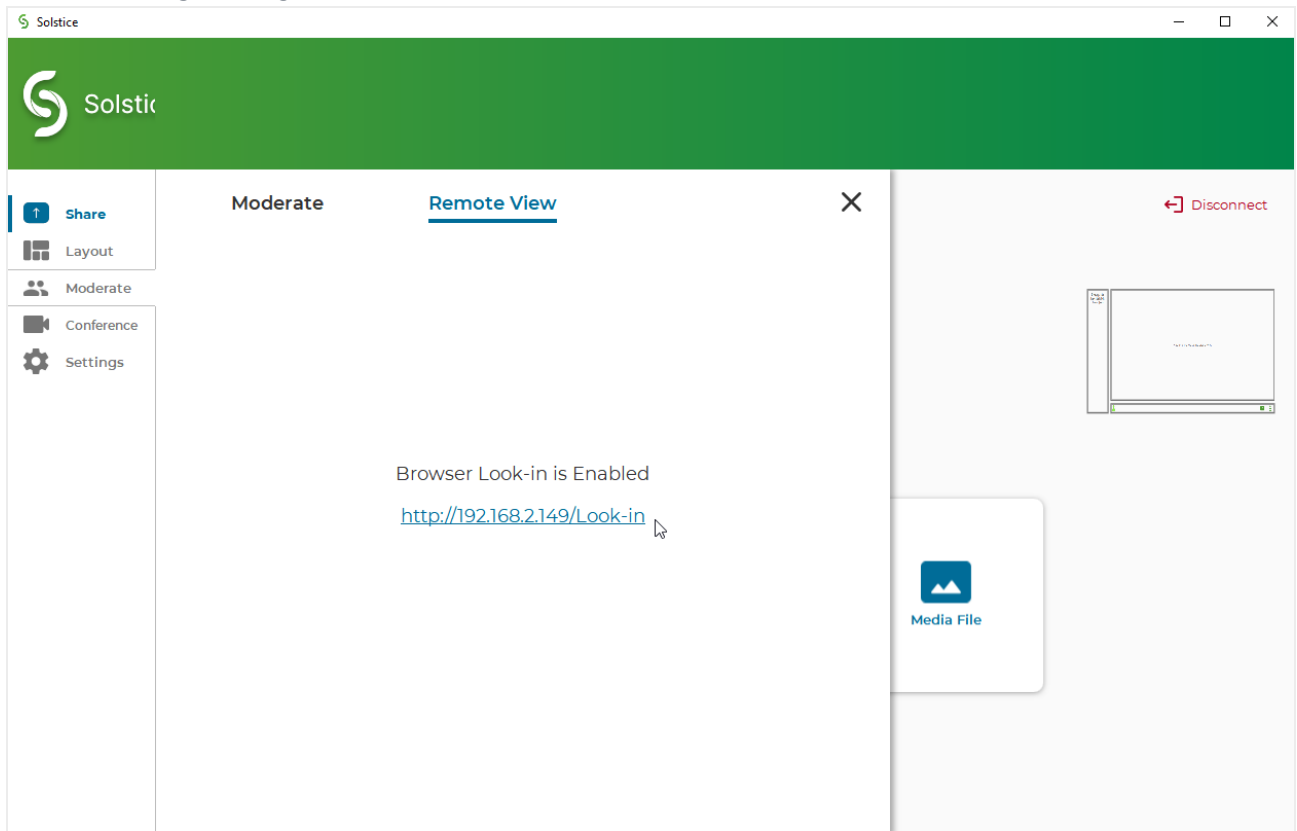 Solstice
Solstic
Share
Layout
Moderate
Conference
Settings
Moderate
Remote View
Browser Look-in is Enabled
http://192.168.2.149/Look-in
Disconnect
Media File